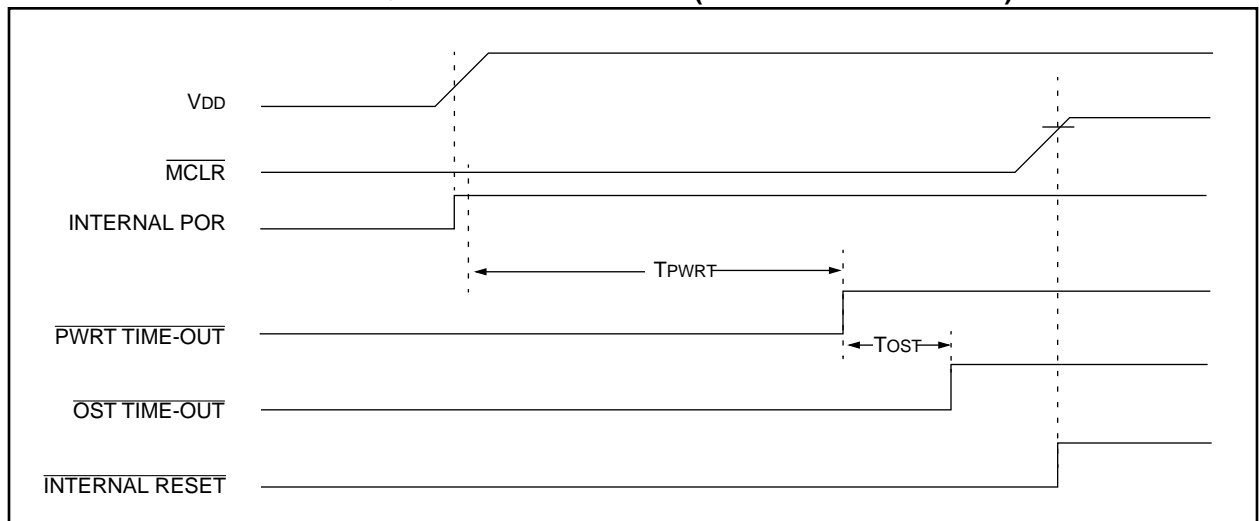 VDD
MCLR
INTERNAL POR
TPWRT
PWRT TIME-OUT
TOST
OST TIME-OUT
INTERNAL RESET